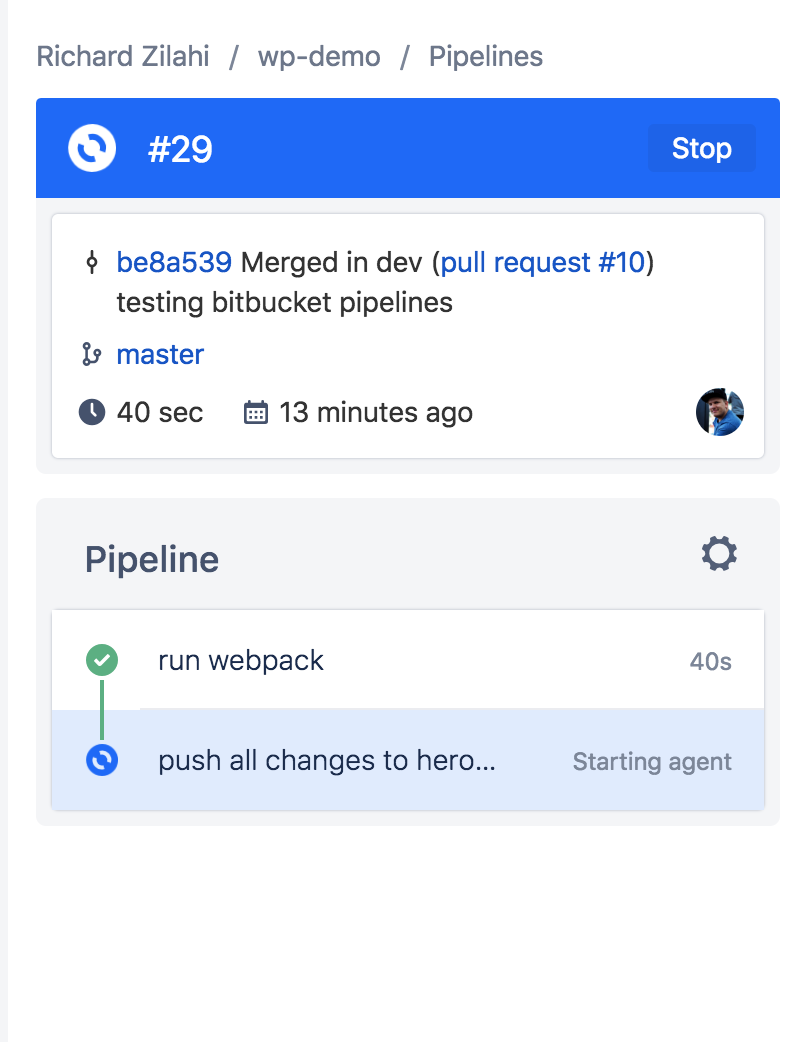 Richard Zilahi / wp-demo / Pipelines
#29 Stop
be8a539 Merged in dev (pull request #10)
testing bitbucket pipelines
master
40 sec 13 minutes ago
Pipeline
run webpack 40s
push all changes to hero... Starting agent